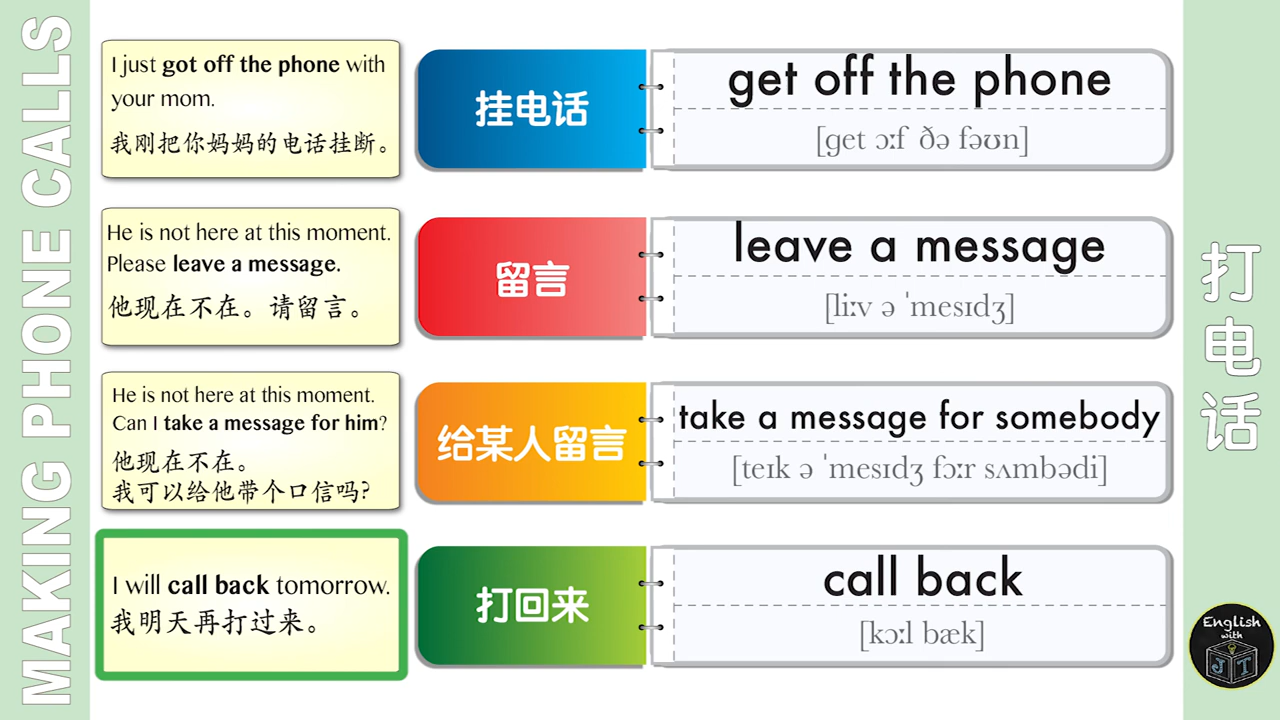 MAKING PHONE CALLS
I just got off the phone with
your mom.
我刚把你妈妈的电话挂断。
挂电话
get off the phone
[get ɔːf ðə fəʊn]
He is not here at this moment.
Please leave a message.
他现在不在。请留言。
留言
leave a message
[liːv ə ˈmesɪdʒ]
He is not here at this moment.
Can I take a message for him?
他现在不在。
我可以给他带个口信吗?
给某人留言
take a message for somebody
[teɪk ə ˈmesɪdʒ fɔːr sʌmbədi]
I will call back tomorrow.
我明天再打过来。
打回来
call back
[kɔːl bæk]
打电话
English
with
JT